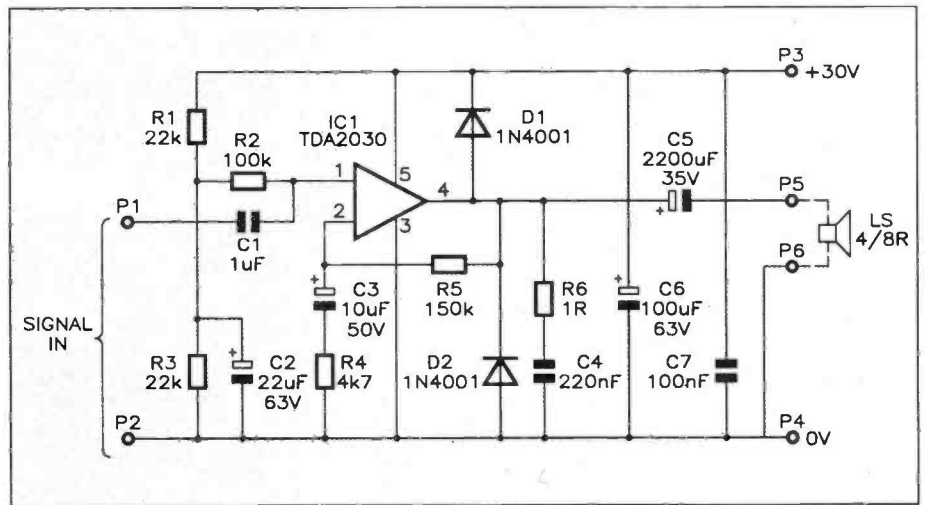 P3
+30V
R1
22k
R2
100k
IC1
TDA2030
D1
1N4001
C5
2200uF
35V
1
5
4
2
3
P1
C1
1uF
P5
P6
LS
4/8R
SIGNAL
IN
C3
10uF
50V
R5
150k
R6
1R
C6
100uF
63V
R3
22k
C2
22uF
63V
R4
4k7
D2
1N4001
C4
220nF
C7
100nF
P2
P4
0V